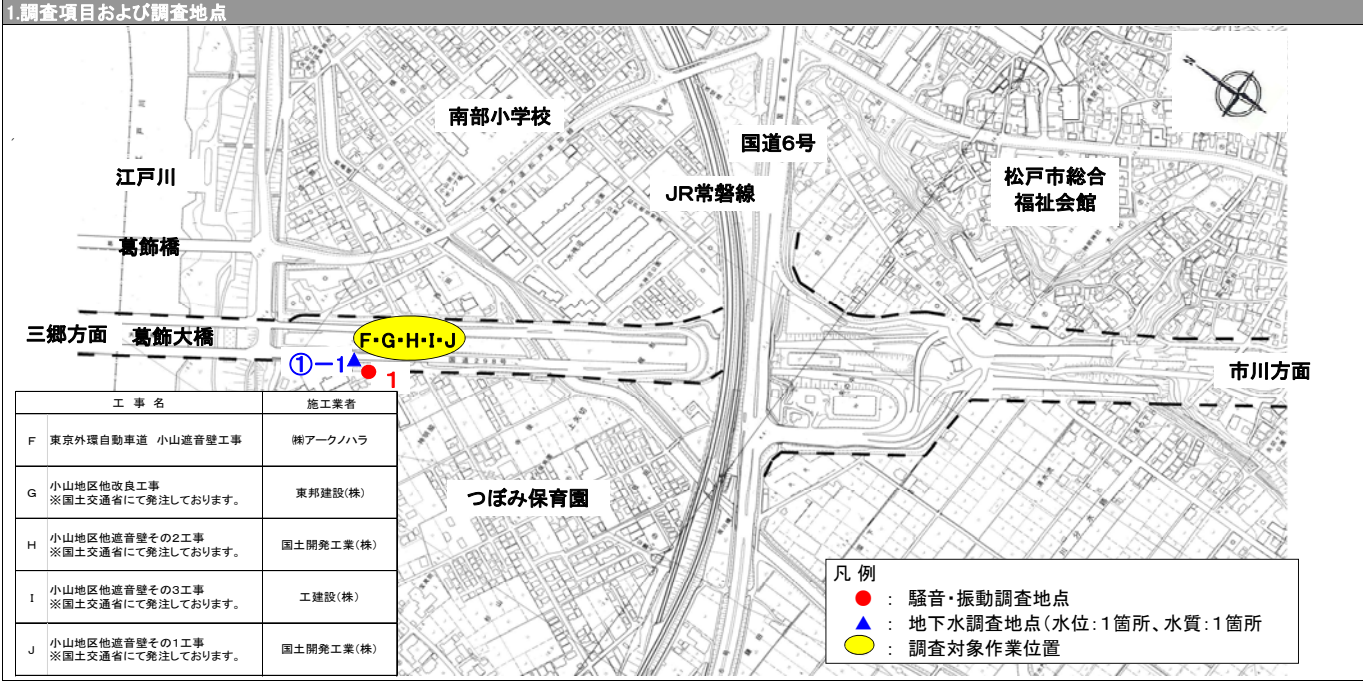 1.調査項目および調査地点
南部小学校
国道6号
江戸川
JR常磐線
松戸市総合
福祉会館
葛飾橋
三郷方面
葛飾大橋
F・G・H・I・J
①-1
1
国道298号
市川方面
つぼみ保育園
工事名
施工業者
F
東京外環自動車道 小山遮音壁工事
㈱アークノハラ
G
小山地区他改良工事
※国土交通省にて発注しております。
東邦建設(株)
H
小山地区他遮音壁その2工事
※国土交通省にて発注しております。
国土開発工業(株)
I
小山地区他遮音壁その3工事
※国土交通省にて発注しております。
工建設(株)
J
小山地区他遮音壁その1工事
※国土交通省にて発注しております。
国土開発工業(株)
凡 例
: 騒音・振動調査地点
: 地下水調査地点(水位:1箇所、水質:1箇所
: 調査対象作業位置